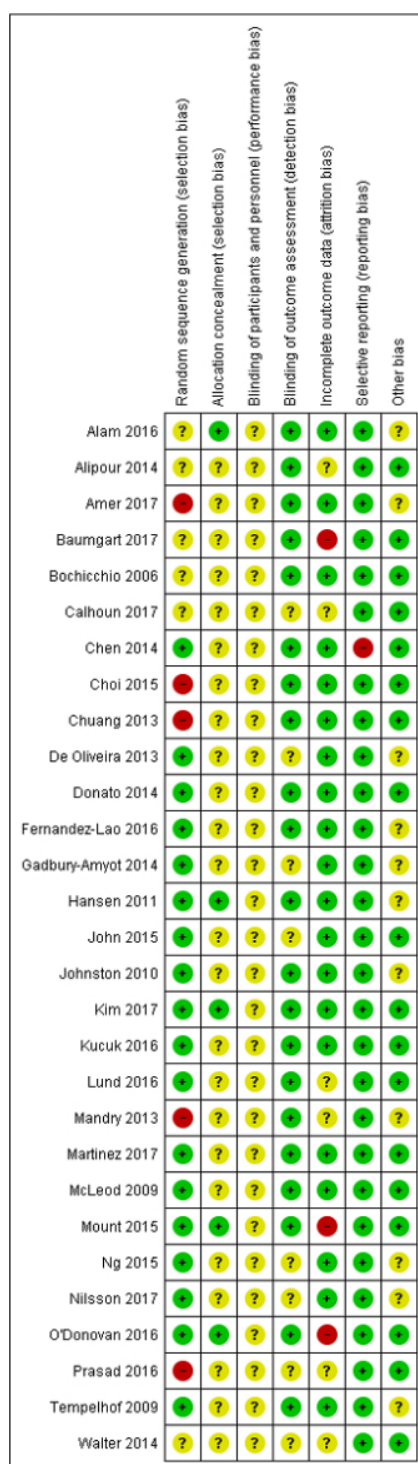 Random sequence generation (selection bias)
Allocation concealment (selection bias)
Blinding of participants and personnel (performance bias)
Blinding of outcome assessment (detection bias)
Incomplete outcome data (attrition bias)
Selective reporting (reporting bias)
Other bias
Alam 2016 ? + ? + + + ?
Alipour 2014 ? ? ? + ? + +
Amer 2017 - ? ? + + + ?
Baumgart 2017 ? ? ? + - + +
Bochicchio 2006 ? ? ? + + + +
Calhoun 2017 ? ? ? ? ? + +
Chen 2014 + ? ? + + - +
Choi 2015 - ? ? + + + +
Chuang 2013 - ? ? + + + +
De Oliveira 2013 + ? ? ? + + ?
Donato 2014 + ? ? + + + +
Fernandez-Lao 2016 + ? ? + + + ?
Gadbury-Amyot 2014 + ? ? ? + + ?
Hansen 2011 + + ? + + + ?
John 2015 + ? ? ? + + +
Johnston 2010 + ? ? + + + ?
Kim 2017 + + ? + + + +
Kucuk 2016 + ? ? + + + +
Lund 2016 + ? ? + ? + +
Mandry 2013 - ? ? + ? + ?
Martinez 2017 + ? ? + + + +
McLeod 2009 + ? ? + + + +
Mount 2015 + + ? + - + +
Ng 2015 + ? ? ? + + ?
Nilsson 2017 + ? ? ? + + ?
O'Donovan 2016 + + ? + - + +
Prasad 2016 - ? ? ? ? + +
Tempelhof 2009 + ? ? + + + ?
Walter 2014 ? ? ? ? ? + +